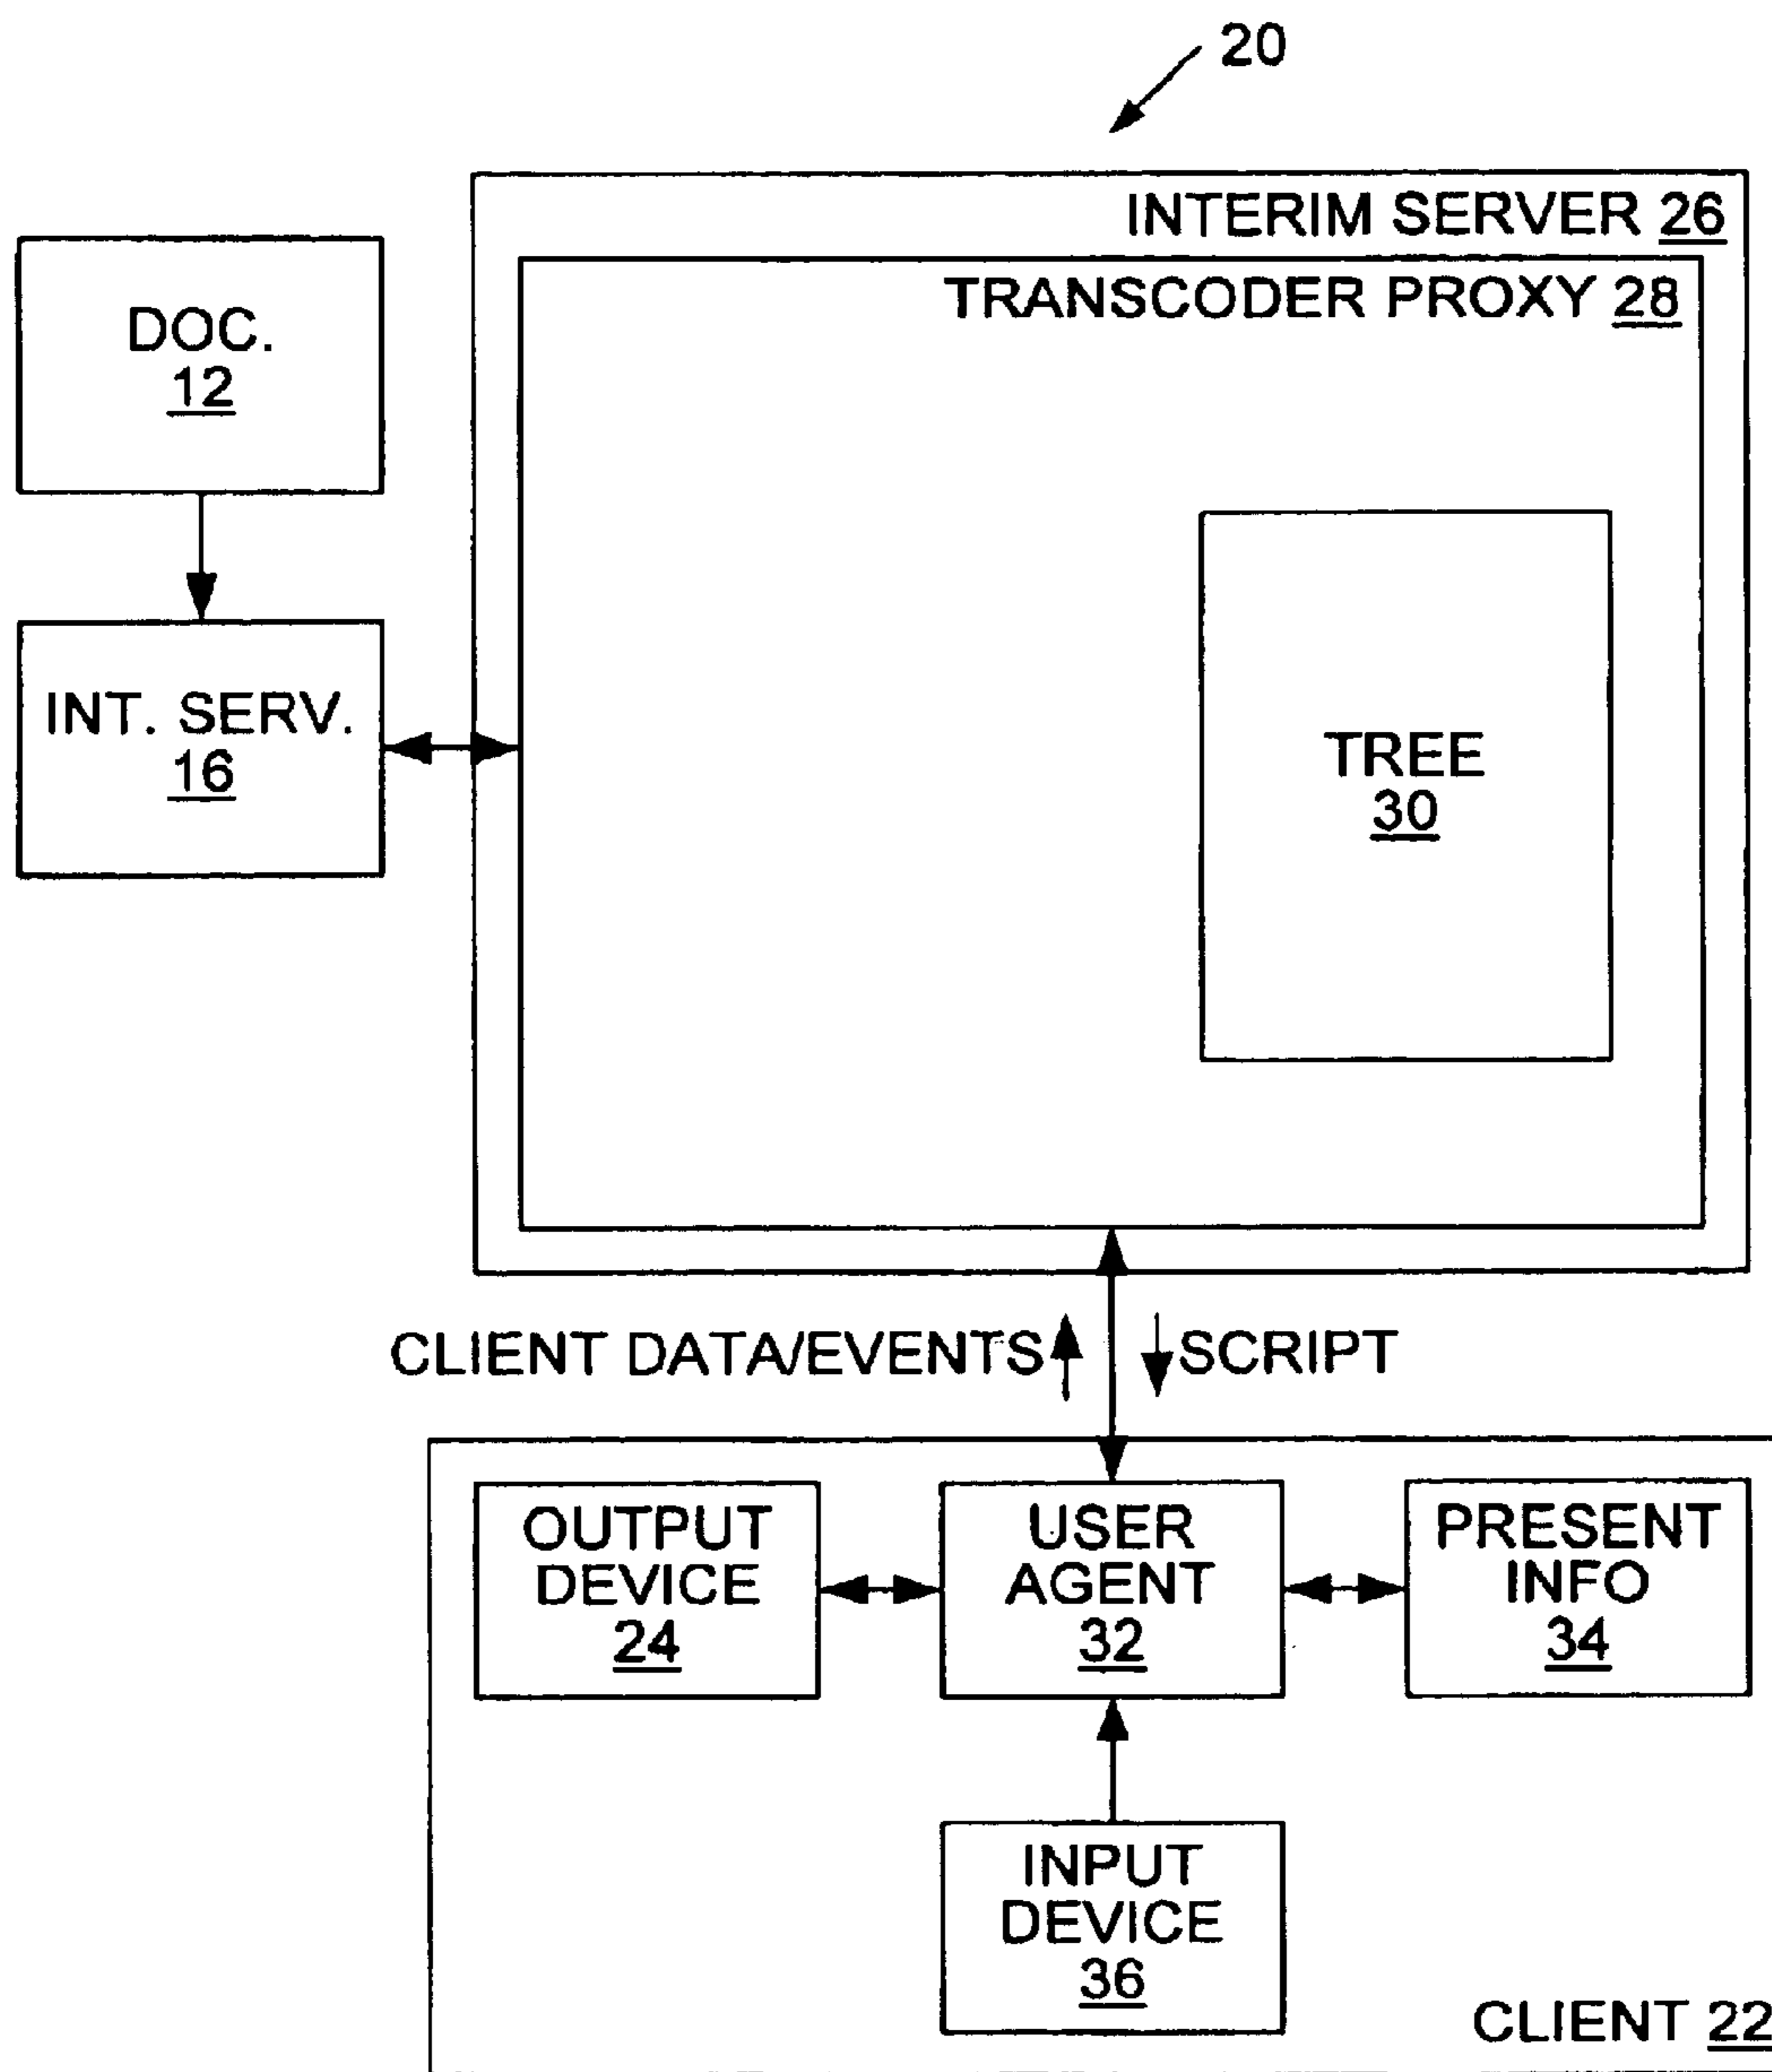 20
INTERIM SERVER 26
TRANSCODER PROXY 28
DOC.
12
INT. SERV.
16
TREE
30
CLIENT DATA/EVENTS
SCRIPT
OUTPUT
DEVICE
24
USER
AGENT
32
PRESENT
INFO
34
INPUT
DEVICE
36
CLIENT 22